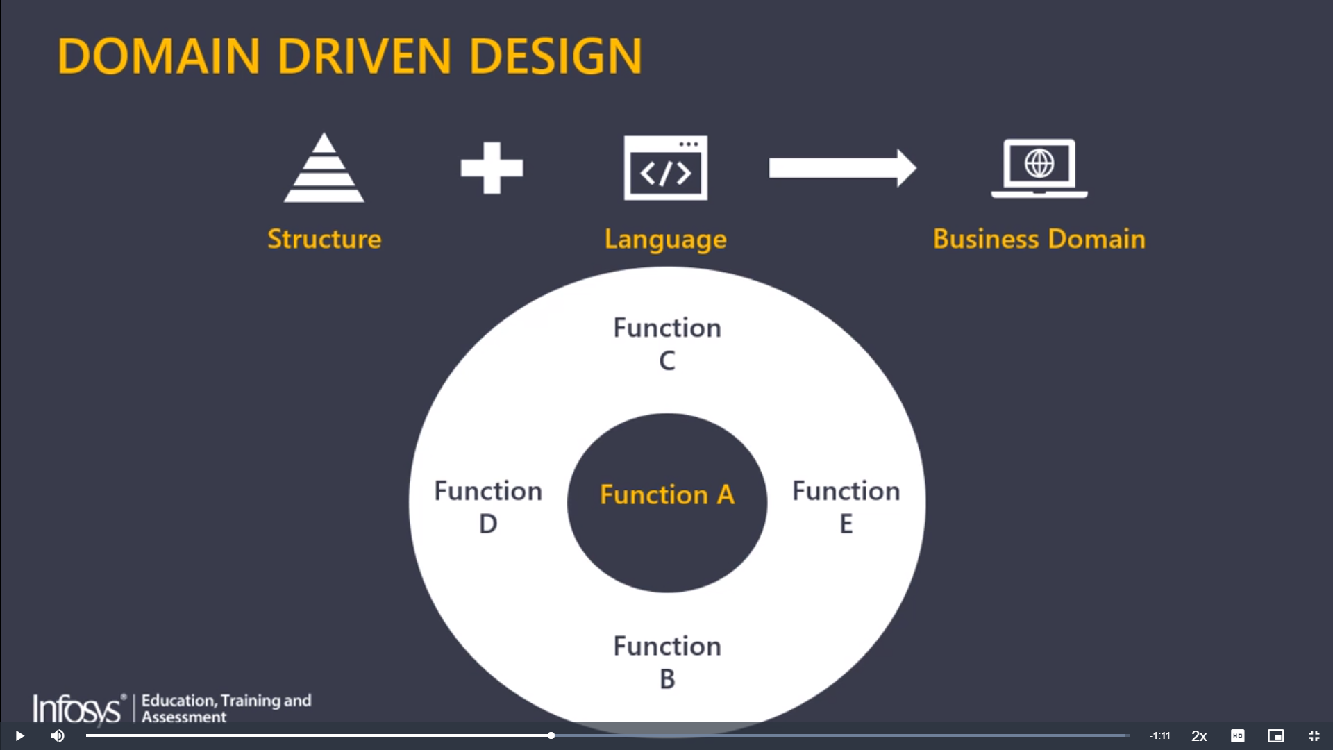 DOMAIN DRIVEN DESIGN
</>
Structure
Language
Business Domain
Function
C
Function
D
Function A
Function
E
Function
B
Infosys® | Education, Training and
Assessment
-1:11
2x
HD